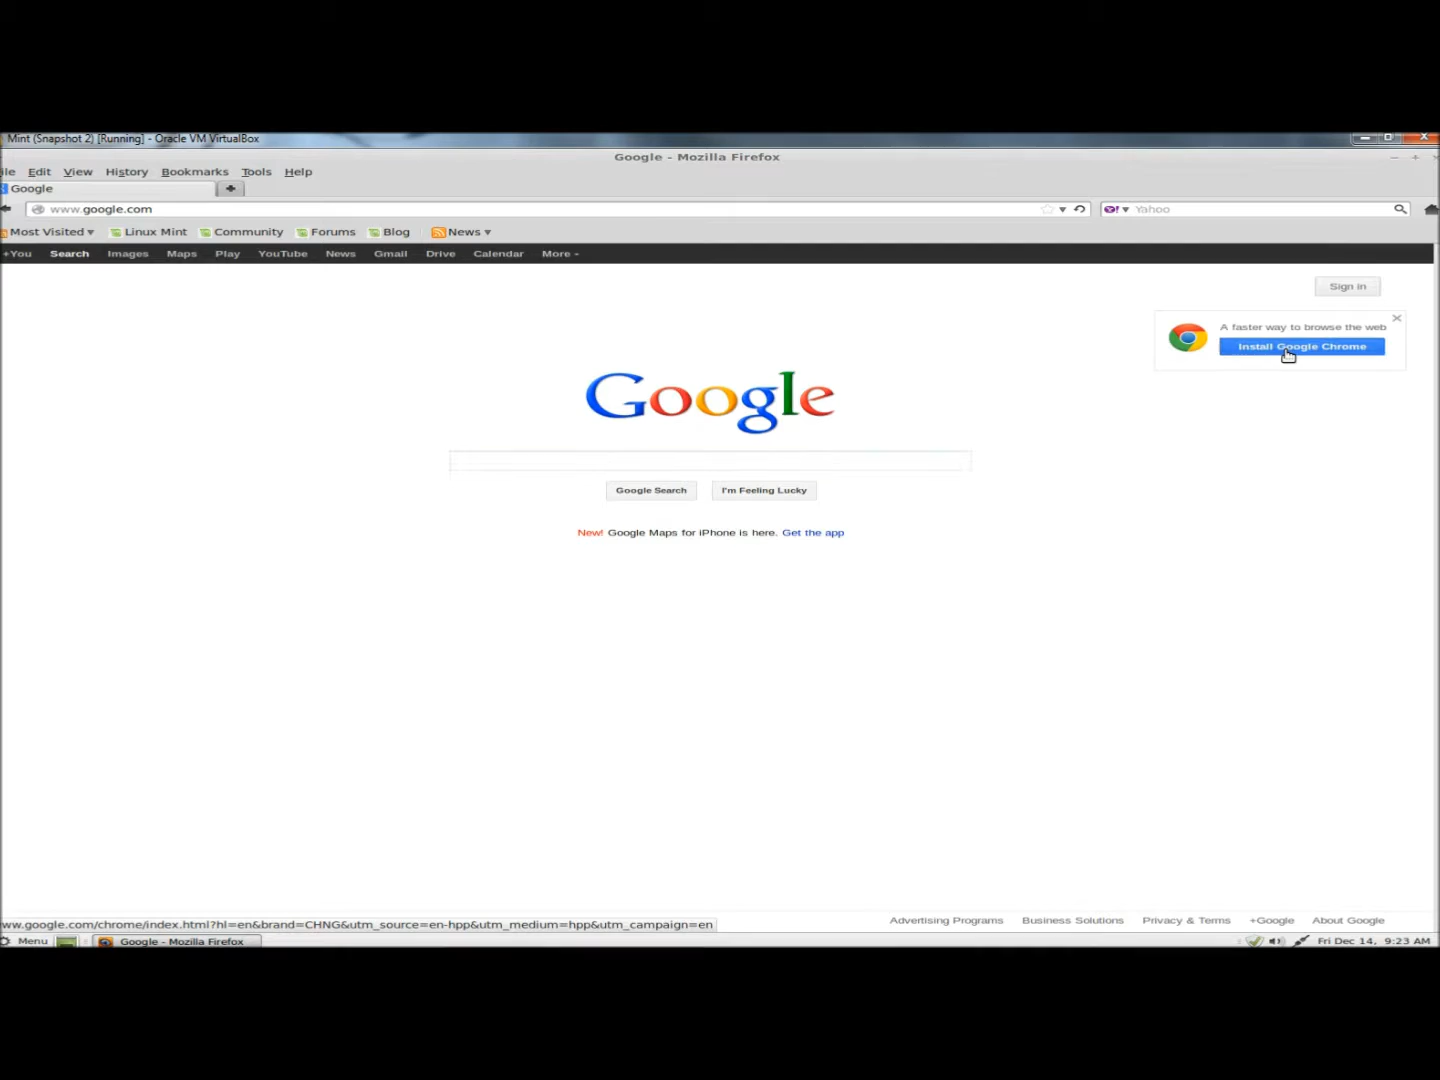 Mint (Snapshot 2) [Running] - Oracle VM VirtualBox
Google - Mozilla Firefox
ile Edit View History Bookmarks Tools Help
Google
www.google.com Yahoo
Most Visited Linux Mint Community Forums Blog News
+You Search Images Maps Play YouTube News Gmail Drive Calendar More
Sign in
A faster way to browse the web
Install Google Chrome
Google
Google Search I'm Feeling Lucky
New! Google Maps for iPhone is here. Get the app
ww.google.com/chrome/index.html?hl=en&brand=CHNG&utm_source=en-hpp&utm_medium=hpp&utm_campaign=en Advertising Programs Business Solutions Privacy & Terms +Google About Google
Menu Google - Mozilla Firefox Fri Dec 14, 9:23 AM